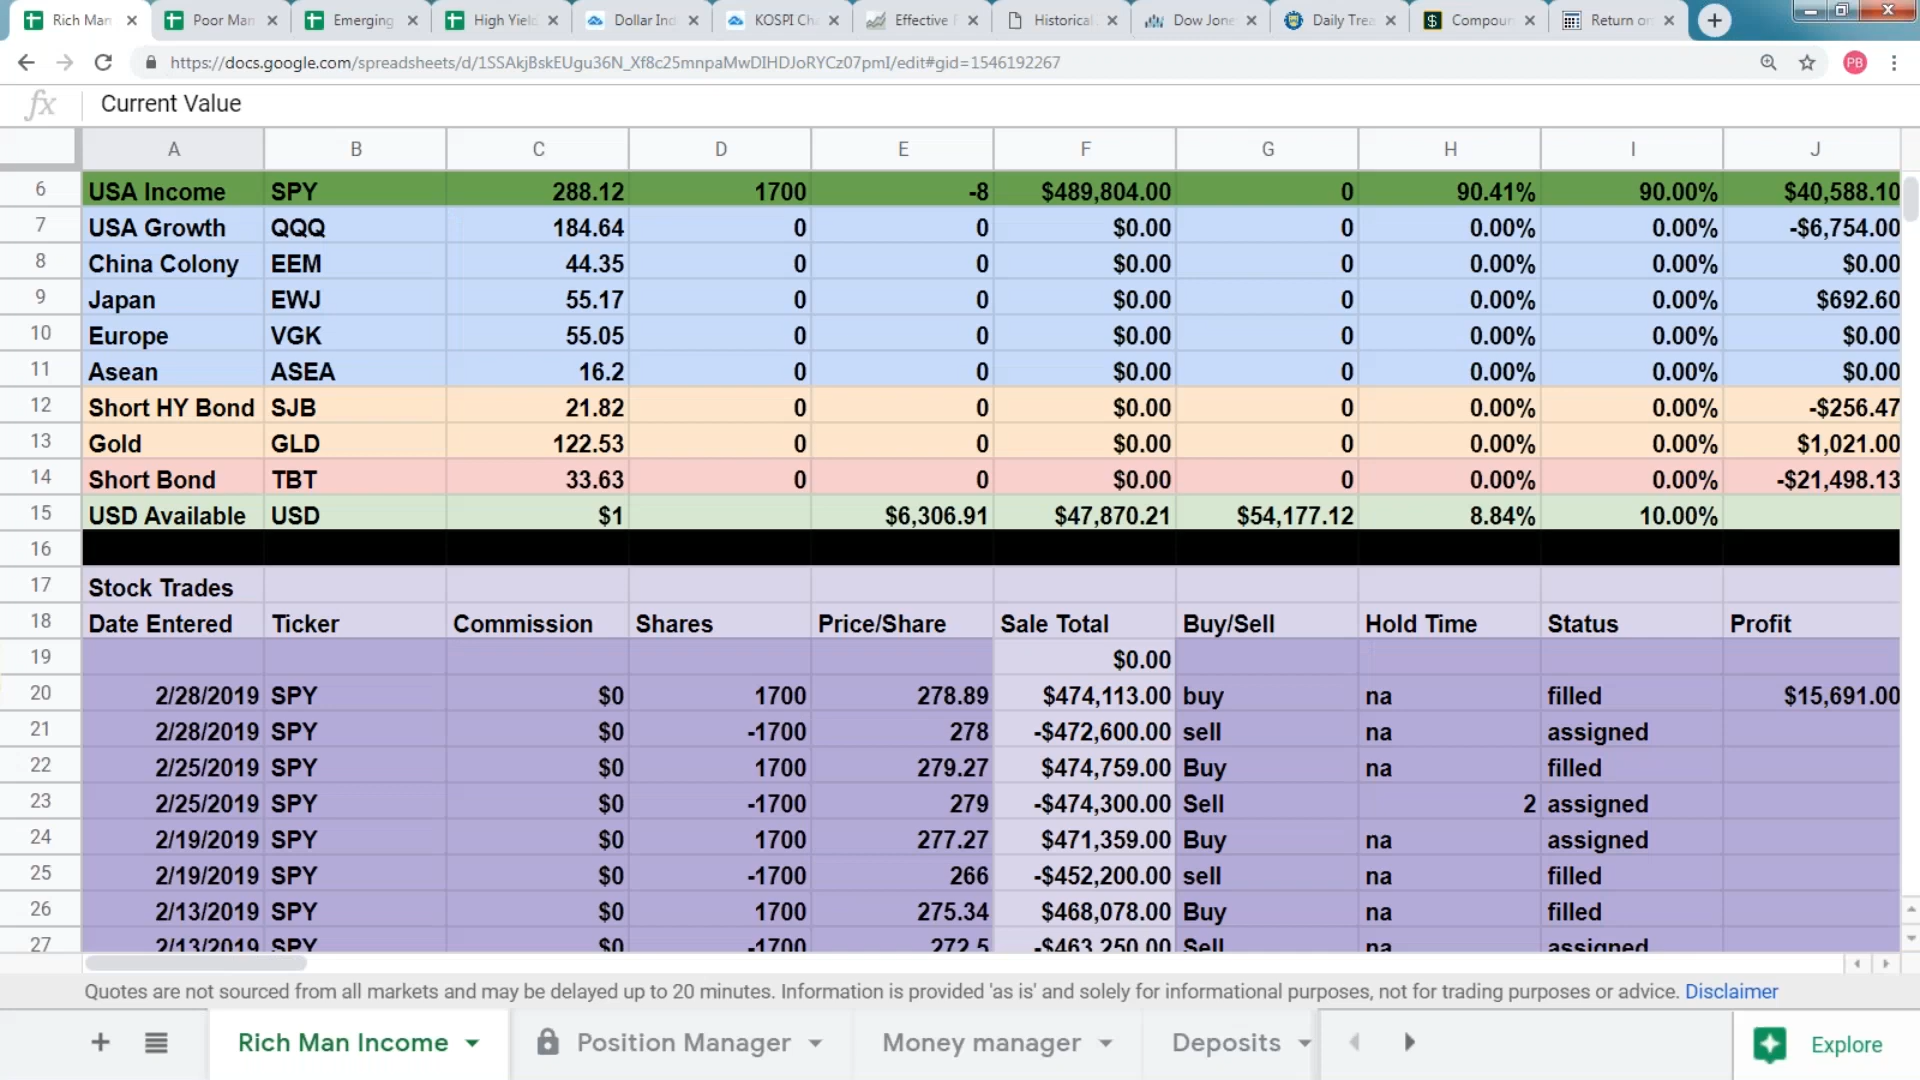 Rich Man
Poor Man
Emerging
High Yiel
Dollar Ind
KOSPI Ch
Effective
Historical
Dow Jone
Daily Trea
Compoun
Return on
https://docs.google.com/spreadsheets/d/1SSAkjBskEUgu36N_Xf8c25mnpaMwDIHDJoRYCz07pmI/edit#gid=1546192267
PB
fx Current Value
A B C D E F G H I J
6 USA Income SPY 288.12 1700 -8 $489,804.00 0 90.41% 90.00% $40,588.10
7 USA Growth QQQ 184.64 0 0 $0.00 0 0.00% 0.00% -$6,754.00
8 China Colony EEM 44.35 0 0 $0.00 0 0.00% 0.00% $0.00
9 Japan EWJ 55.17 0 0 $0.00 0 0.00% 0.00% $692.60
10 Europe VGK 55.05 0 0 $0.00 0 0.00% 0.00% $0.00
11 Asean ASEA 16.2 0 0 $0.00 0 0.00% 0.00% $0.00
12 Short HY Bond SJB 21.82 0 0 $0.00 0 0.00% 0.00% -$256.47
13 Gold GLD 122.53 0 0 $0.00 0 0.00% 0.00% $1,021.00
14 Short Bond TBT 33.63 0 0 $0.00 0 0.00% 0.00% -$21,498.13
15 USD Available USD $1 $6,306.91 $47,870.21 $54,177.12 8.84% 10.00%
16
17 Stock Trades
18 Date Entered Ticker Commission Shares Price/Share Sale Total Buy/Sell Hold Time Status Profit
19 $0.00
20 2/28/2019 SPY $0 1700 278.89 $474,113.00 buy na filled $15,691.00
21 2/28/2019 SPY $0 -1700 278 -$472,600.00 sell na assigned
22 2/25/2019 SPY $0 1700 279.27 $474,759.00 Buy na filled
23 2/25/2019 SPY $0 -1700 279 -$474,300.00 Sell 2 assigned
24 2/19/2019 SPY $0 1700 277.27 $471,359.00 Buy na assigned
25 2/19/2019 SPY $0 -1700 266 -$452,200.00 sell na filled
26 2/13/2019 SPY $0 1700 275.34 $468,078.00 Buy na filled
27 2/13/2019 SPY $0 -1700 272.5 -$463,250.00 Sell na assigned
Quotes are not sourced from all markets and may be delayed up to 20 minutes. Information is provided 'as is' and solely for informational purposes, not for trading purposes or advice. Disclaimer
Rich Man Income
Position Manager
Money manager
Deposits
Explore